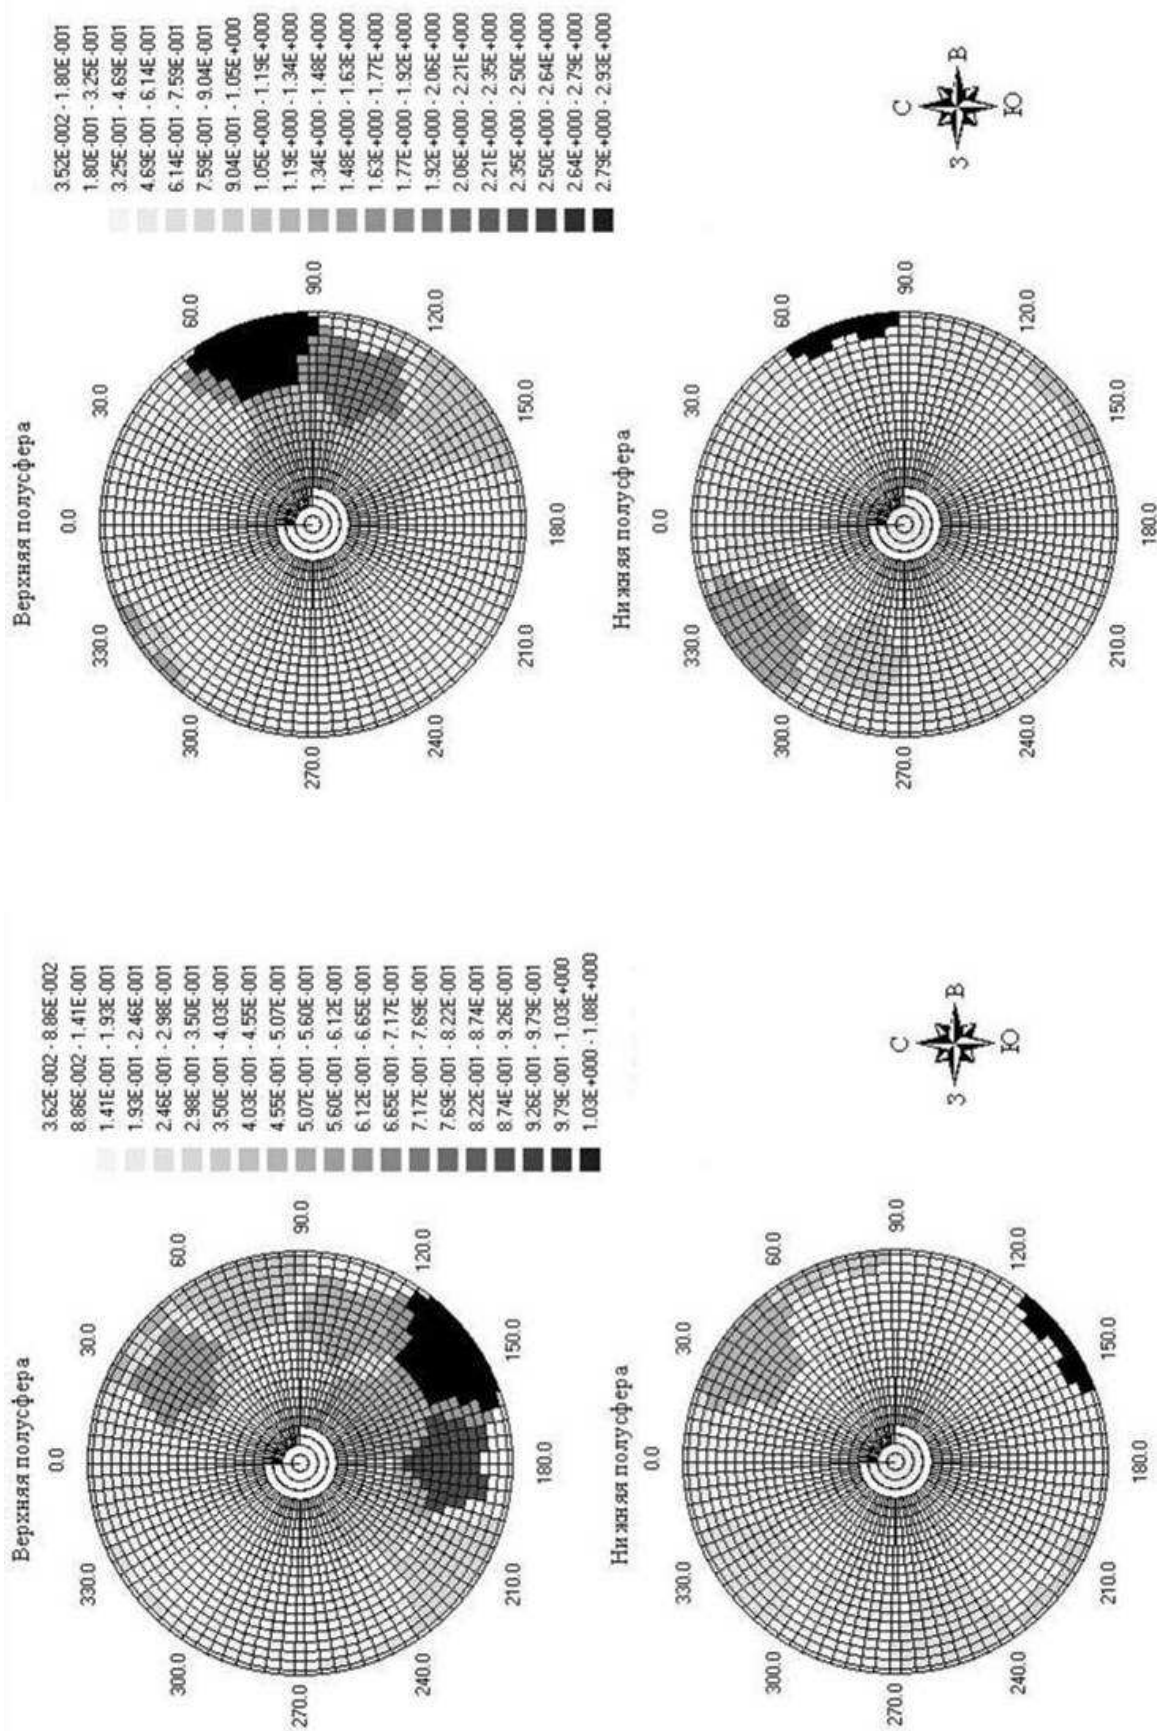 Верхняя полусфера
0.0
30.0
60.0
90.0
120.0
150.0
180.0
210.0
240.0
270.0
300.0
330.0
3.52E-002 - 1.80E-001
1.80E-001 - 3.25E-001
3.25E-001 - 4.69E-001
4.69E-001 - 6.14E-001
6.14E-001 - 7.59E-001
7.59E-001 - 9.04E-001
9.04E-001 - 1.05E+000
1.05E+000 - 1.19E+000
1.19E+000 - 1.34E+000
1.34E+000 - 1.48E+000
1.48E+000 - 1.63E+000
1.63E+000 - 1.77E+000
1.77E+000 - 1.92E+000
1.92E+000 - 2.06E+000
2.06E+000 - 2.21E+000
2.21E+000 - 2.35E+000
2.35E+000 - 2.50E+000
2.50E+000 - 2.64E+000
2.64E+000 - 2.79E+000
2.79E+000 - 2.93E+000
Нижняя полусфера
0.0
30.0
60.0
90.0
120.0
150.0
180.0
210.0
240.0
270.0
300.0
330.0
С
З В
Ю
Верхняя полусфера
0.0
30.0
60.0
90.0
120.0
150.0
180.0
210.0
240.0
270.0
300.0
330.0
3.62E-002 - 8.86E-002
8.86E-002 - 1.41E-001
1.41E-001 - 1.93E-001
1.93E-001 - 2.46E-001
2.46E-001 - 2.98E-001
2.98E-001 - 3.50E-001
3.50E-001 - 4.03E-001
4.03E-001 - 4.55E-001
4.55E-001 - 5.07E-001
5.07E-001 - 5.60E-001
5.60E-001 - 6.12E-001
6.12E-001 - 6.65E-001
6.65E-001 - 7.17E-001
7.17E-001 - 7.69E-001
7.69E-001 - 8.22E-001
8.22E-001 - 8.74E-001
8.74E-001 - 9.26E-001
9.26E-001 - 9.79E-001
9.79E-001 - 1.03E+000
1.03E+000 - 1.08E+000
Нижняя полусфера
0.0
30.0
60.0
90.0
120.0
150.0
180.0
210.0
240.0
270.0
300.0
330.0
С
З В
Ю